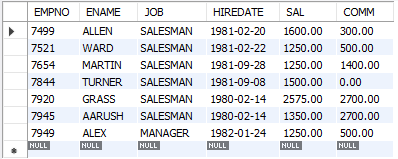 EMPNO ENAME JOB HIREDATE SAL COMM
7499 ALLEN SALESMAN 1981-02-20 1600.00 300.00
7521 WARD SALESMAN 1981-02-22 1250.00 500.00
7654 MARTIN SALESMAN 1981-09-28 1250.00 1400.00
7844 TURNER SALESMAN 1981-09-08 1500.00 0.00
7920 GRASS SALESMAN 1980-02-14 2575.00 2700.00
7945 AARUSH SALESMAN 1980-02-14 1350.00 2700.00
7949 ALEX MANAGER 1982-01-24 1250.00 500.00
NULL NULL NULL NULL NULL NULL